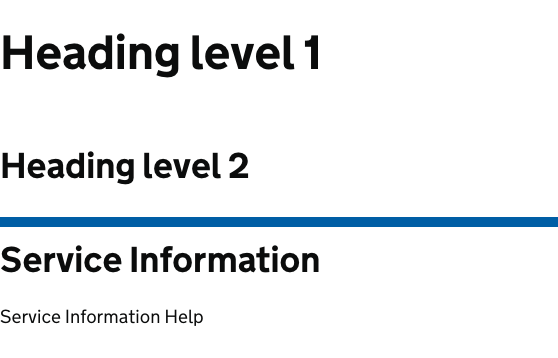 Heading level 1
Heading level 2
Service Information
Service Information Help